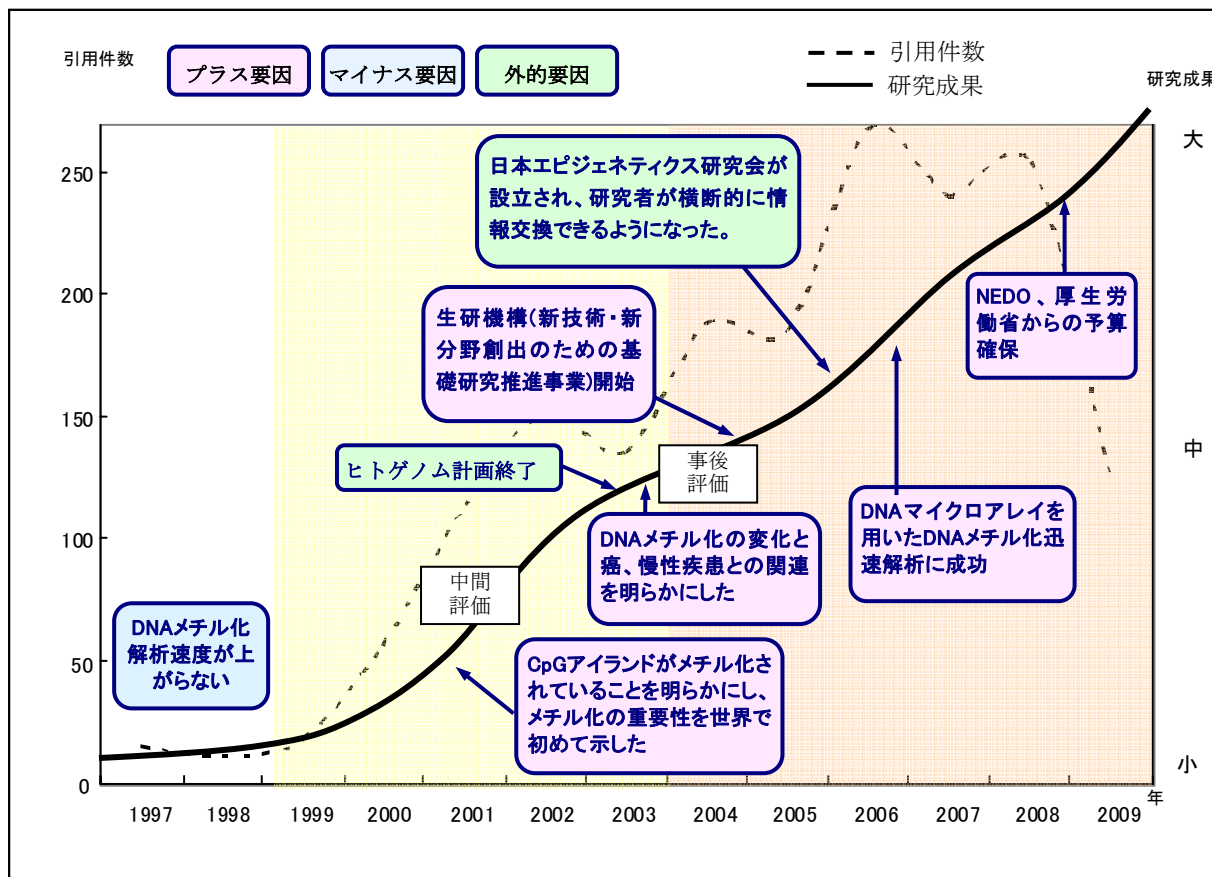 引用件数
プラス要因
マイナス要因
外的要因
引用件数
研究成果
研究成果
大
中
小
250
200
150
100
50
0
日本エピジェネティクス研究会が
設立され、研究者が横断的に情
報交換できるようになった。
生研機構(新技術・新
分野創出のための基
礎研究推進事業)開始
NEDO、厚生労
働省からの予算
確保
ヒトゲノム計画終了
事後
評価
中間
評価
DNAメチル化の変化と
癌、慢性疾患との関連
を明らかにした
DNAマイクロアレイを
用いたDNAメチル化迅
速解析に成功
DNAメチル化
解析速度が上
がらない
CpGアイランドがメチル化さ
れていることを明らかにし、
メチル化の重要性を世界で
初めて示した
年
1997
1998
1999
2000
2001
2002
2003
2004
2005
2006
2007
2008
2009